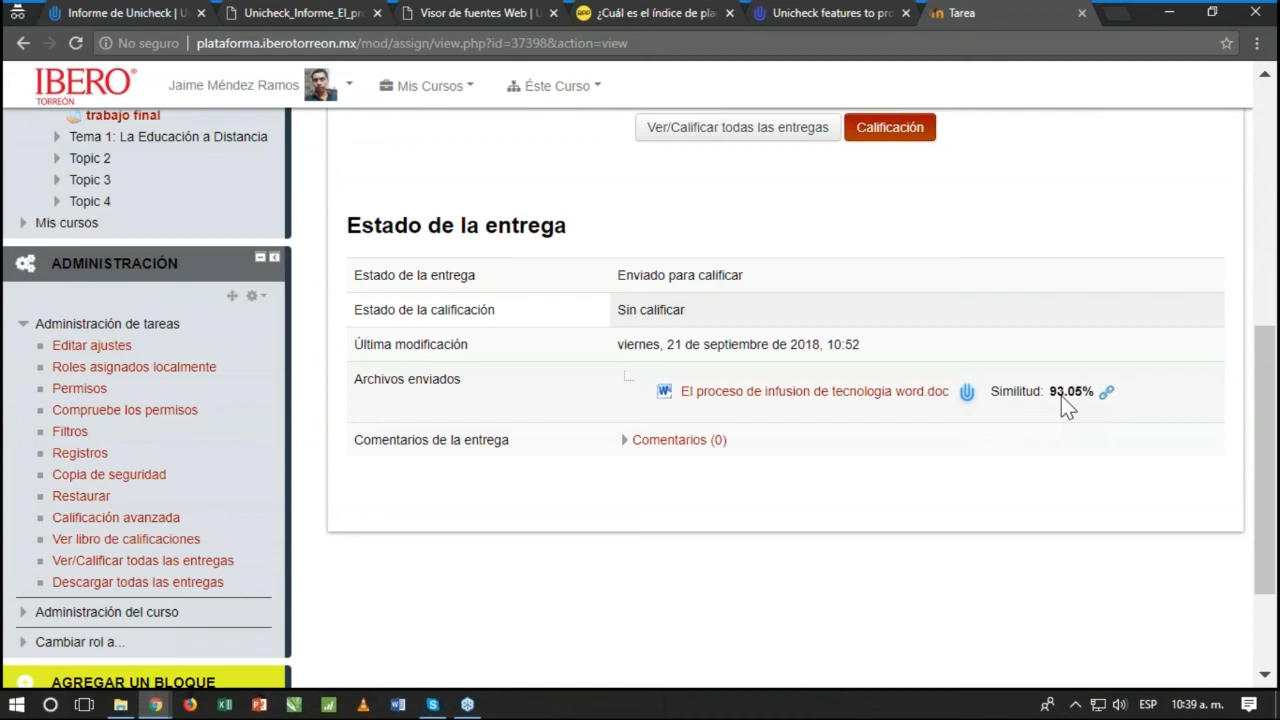 Informe de Unicheck | U
Unicheck_Informe_El_pro
Visor de fuentes Web | U
¿Cuál es el índice de pla
Unicheck features to pro
Tarea
No seguro | plataforma.iberotorreon.mx/mod/assign/view.php?id=37398&action=view
IBERO
TORREÓN
Jaime Méndez Ramos
Mis Cursos
Éste Curso
trabajo final
Tema 1: La Educación a Distancia
Topic 2
Topic 3
Topic 4
Mis cursos
ADMINISTRACIÓN
Administración de tareas
Editar ajustes
Roles asignados localmente
Permisos
Compruebe los permisos
Filtros
Registros
Copia de seguridad
Restaurar
Calificación avanzada
Ver libro de calificaciones
Ver/Calificar todas las entregas
Descargar todas las entregas
Administración del curso
Cambiar rol a...
AGREGAR UN BLOQUE
Ver/Calificar todas las entregas
Calificación
Estado de la entrega
Estado de la entrega Enviado para calificar
Estado de la calificación Sin calificar
Última modificación viernes, 21 de septiembre de 2018, 10:52
Archivos enviados El proceso de infusion de tecnologia word.doc Similitud: 93.05%
Comentarios de la entrega Comentarios (0)
ESP 10:39 a. m.